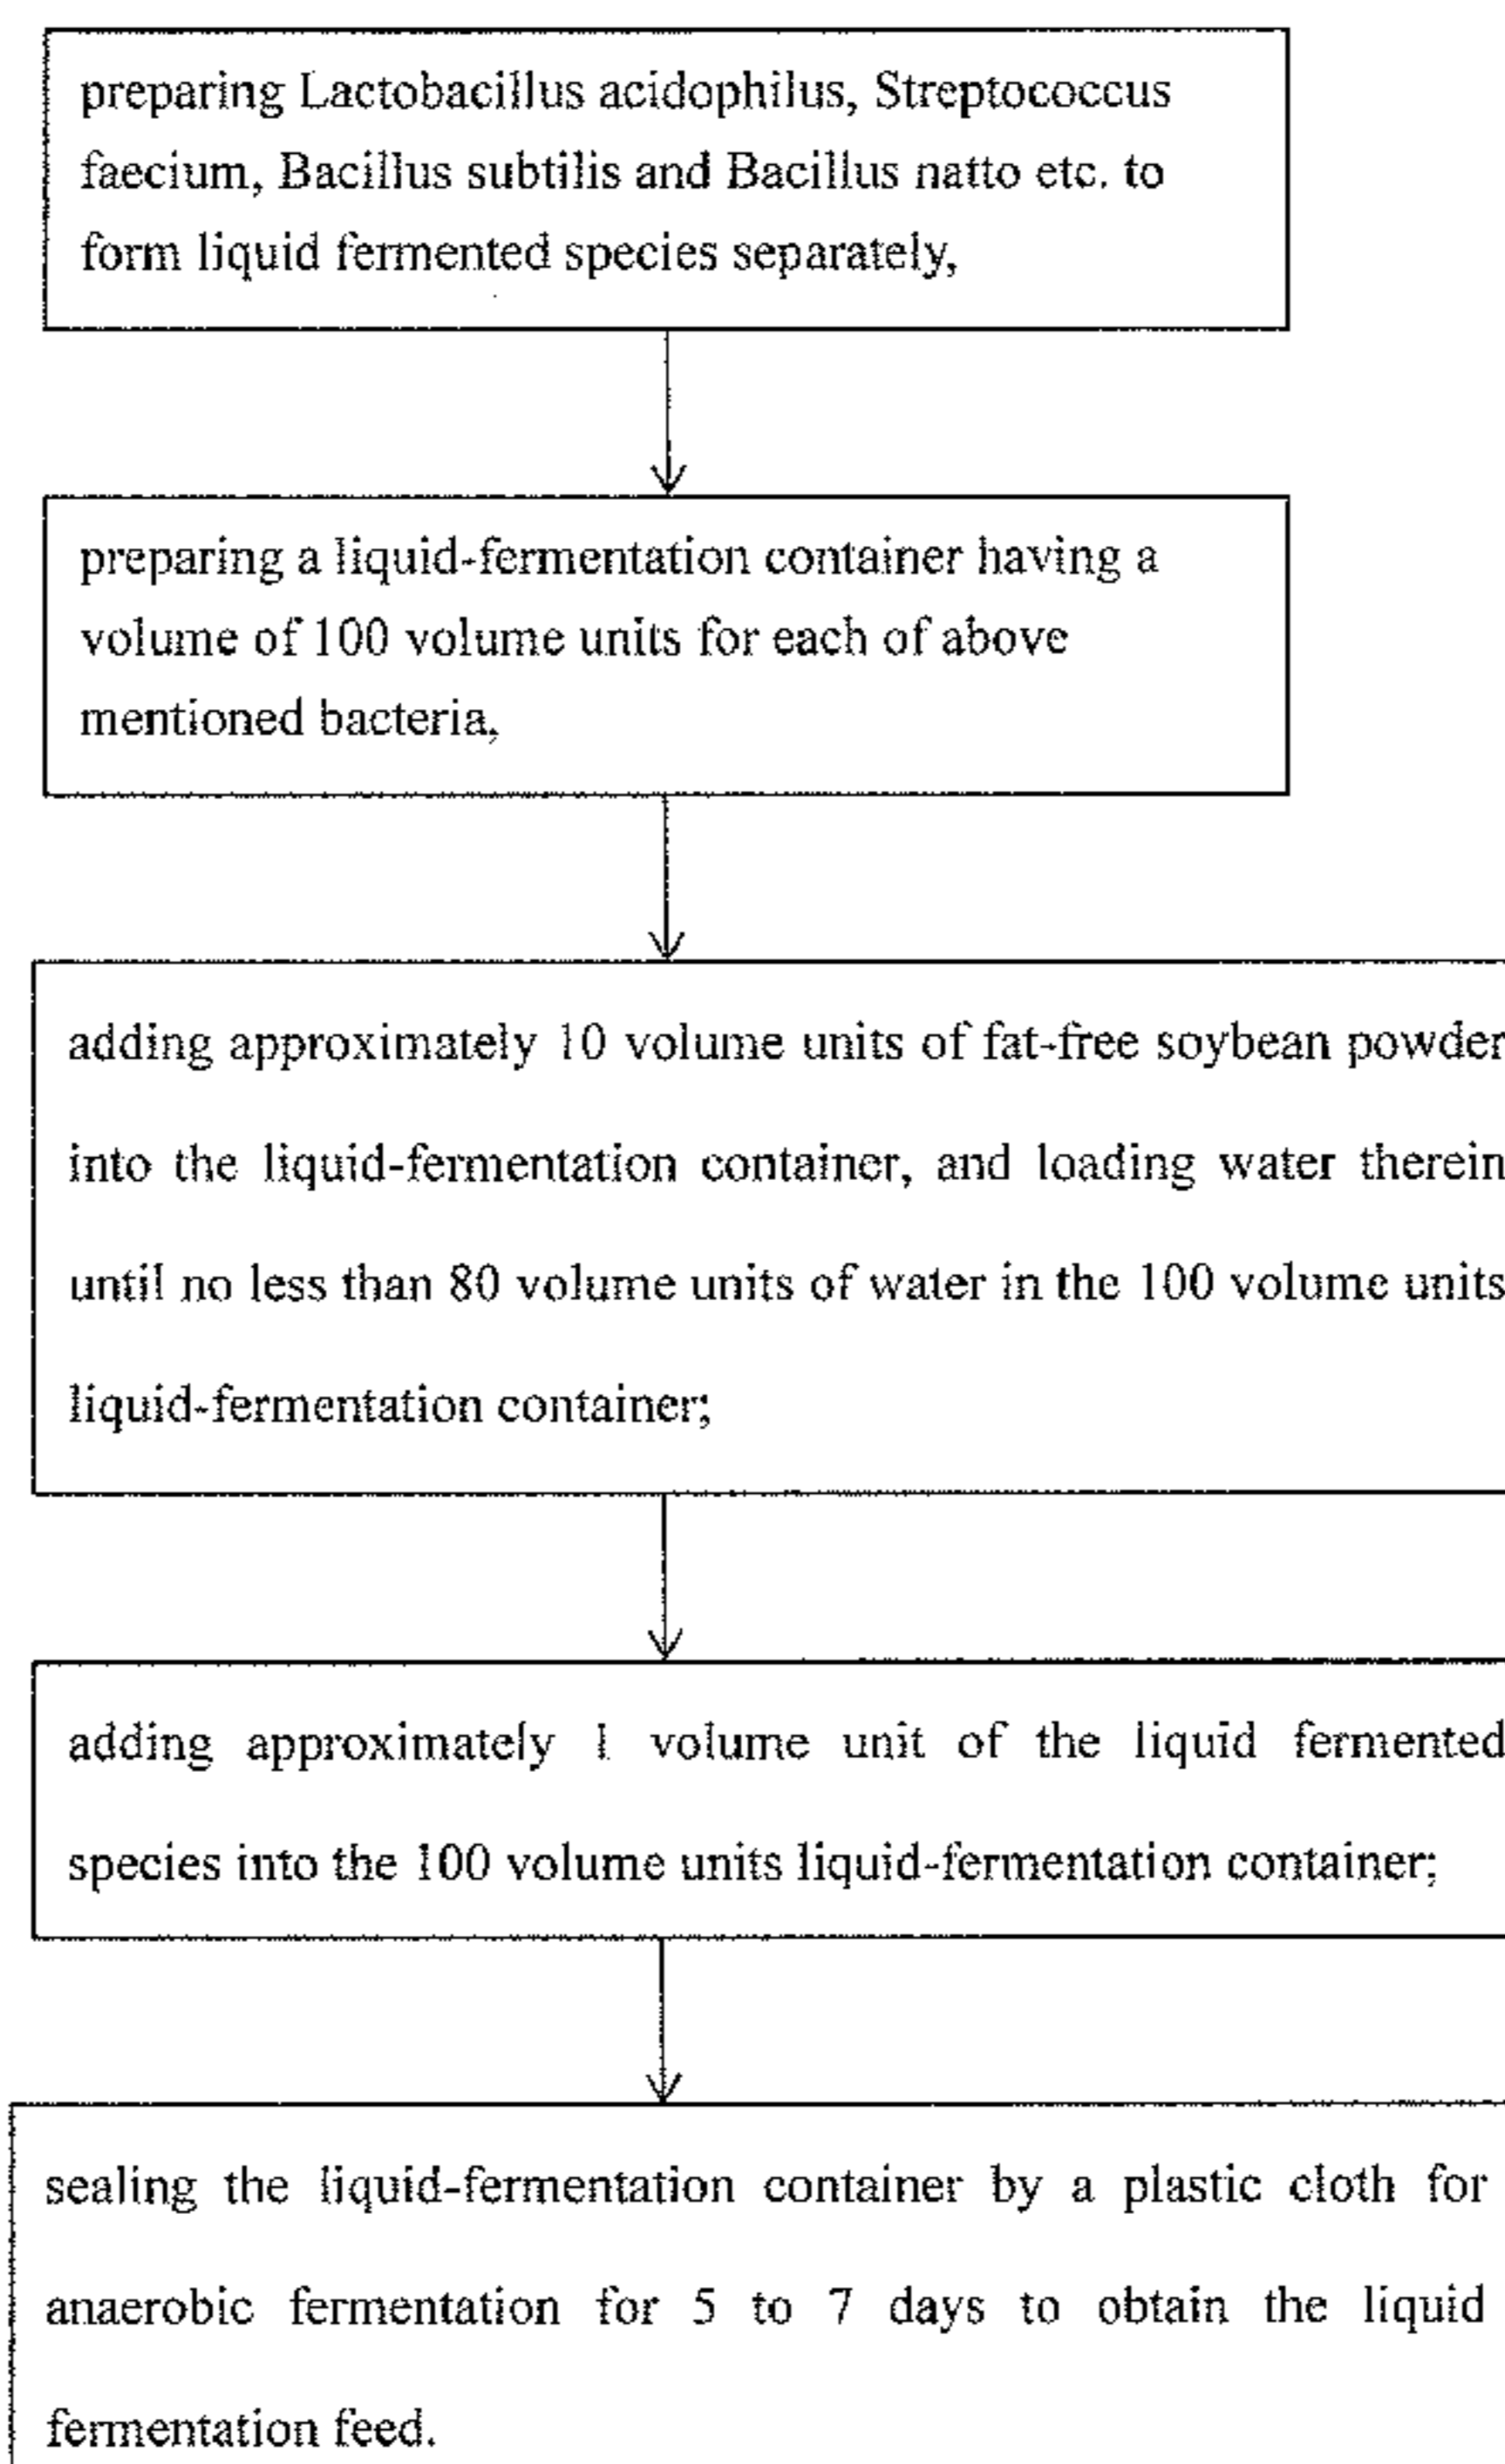 preparing Lactobacillus acidophilus, Streptococcus
faecium, Bacillus subtilis and Bacillus natto etc. to
form liquid fermented species separately,
preparing a liquid-fermentation container having a
volume of 100 volume units for each of above
mentioned bacteria,
adding approximately 10 volume units of fat-free soybean powder
into the liquid-fermentation container, and loading water therein
until no less than 80 volume units of water in the 100 volume units
liquid-fermentation container;
adding approximately 1 volume unit of the liquid fermented
species into the 100 volume units liquid-fermentation container;
sealing the liquid-fermentation container by a plastic cloth for
anaerobic fermentation for 5 to 7 days to obtain the liquid
fermentation feed.